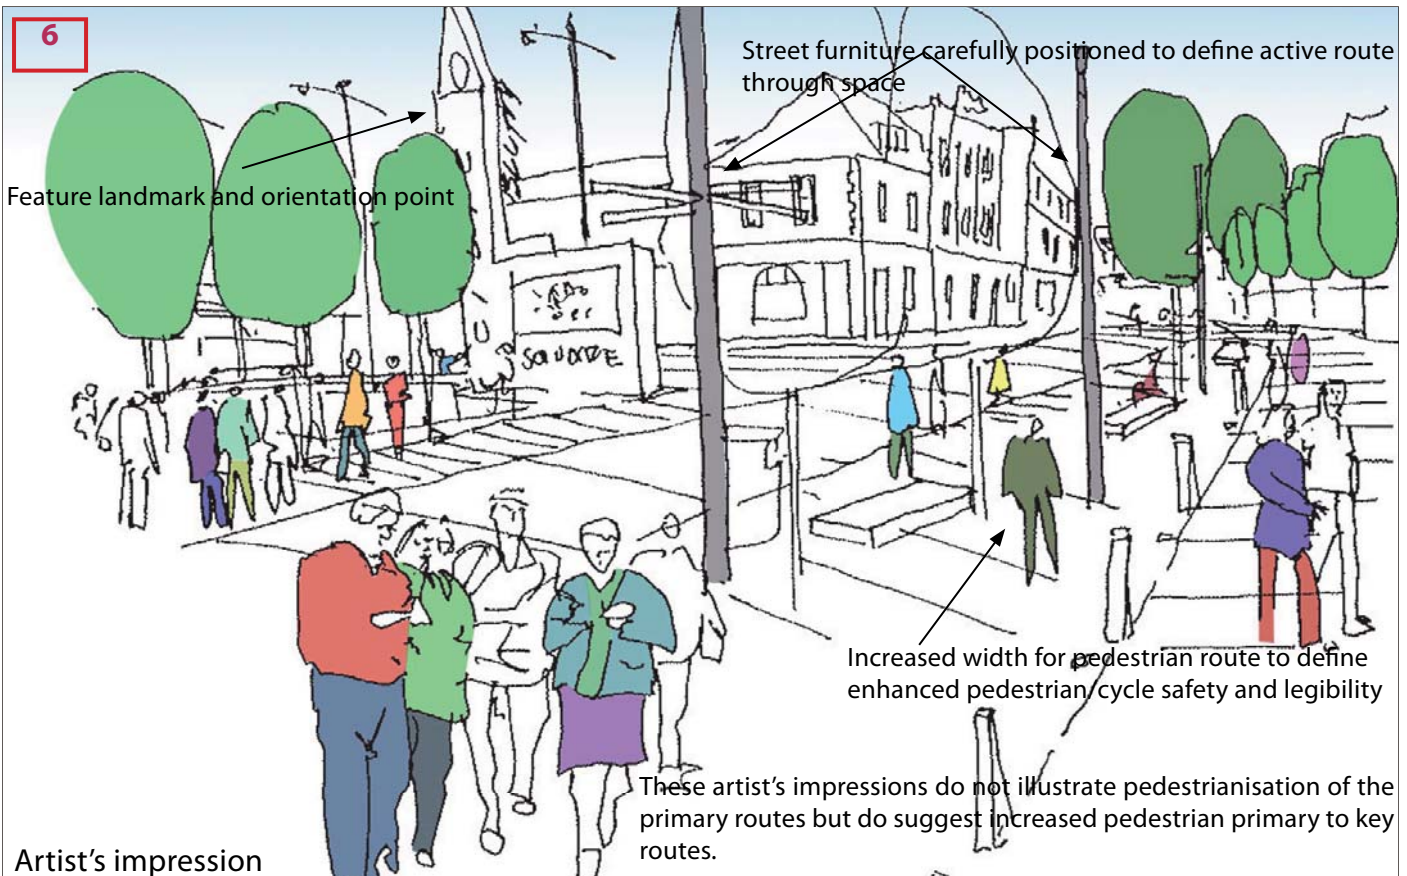 6
Street furniture carefully positioned to define active route
through space
Feature landmark and orientation point
SQUARE
Increased width for pedestrian route to define
enhanced pedestrian/cycle safety and legibility
These artist's impressions do not illustrate pedestrianisation of the
primary routes but do suggest increased pedestrian primary to key
routes.
Artist's impression